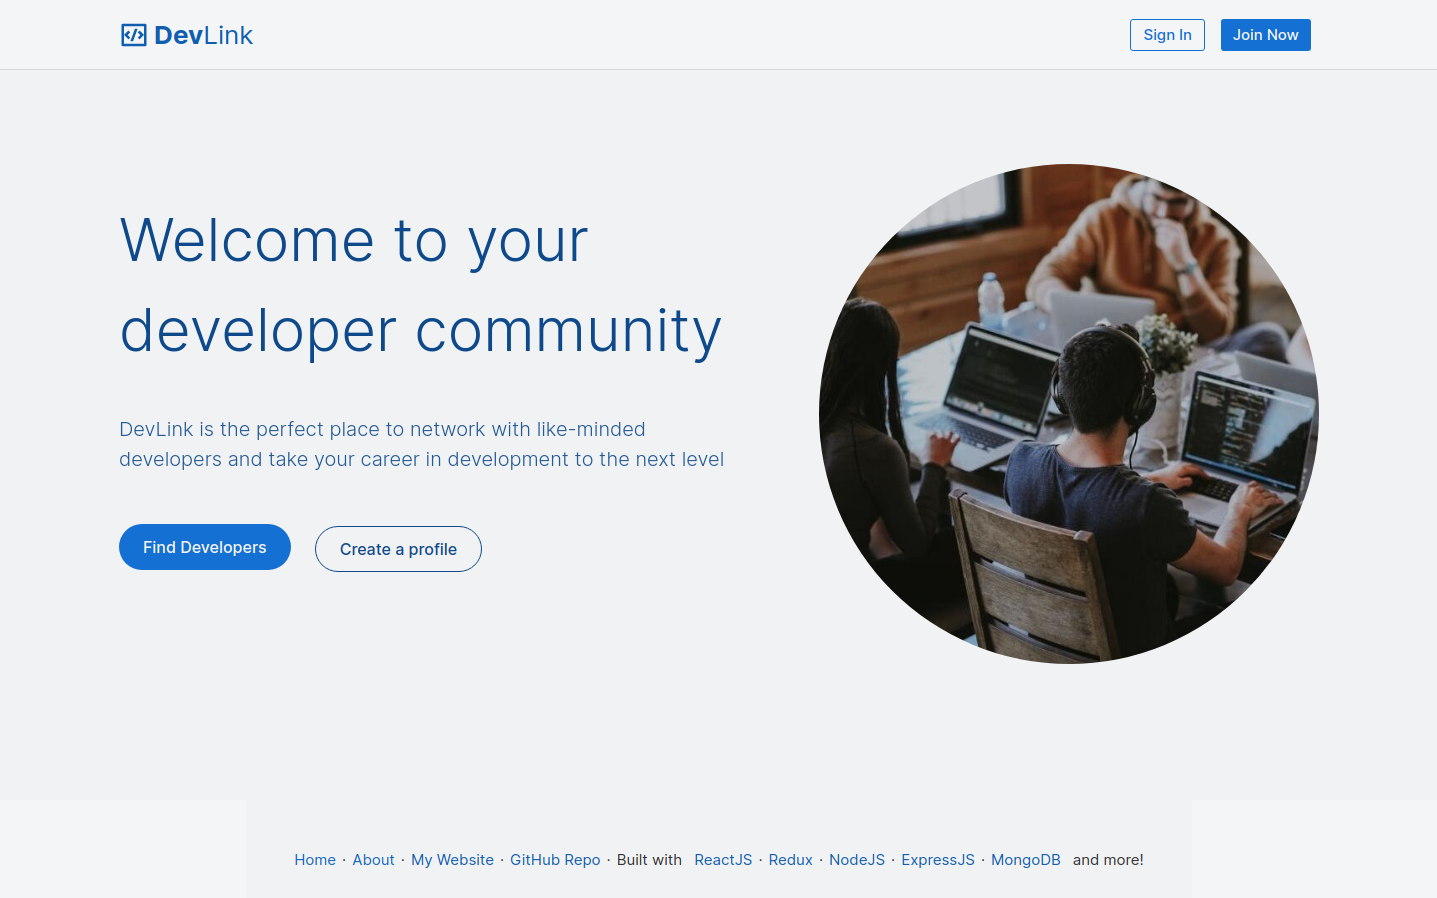 DevLink
Sign In
Join Now
Welcome to your
developer community
DevLink is the perfect place to network with like-minded
developers and take your career in development to the next level
Find Developers
Create a profile
Home · About · My Website · GitHub Repo · Built with ReactJS · Redux · NodeJS · ExpressJS · MongoDB and more!